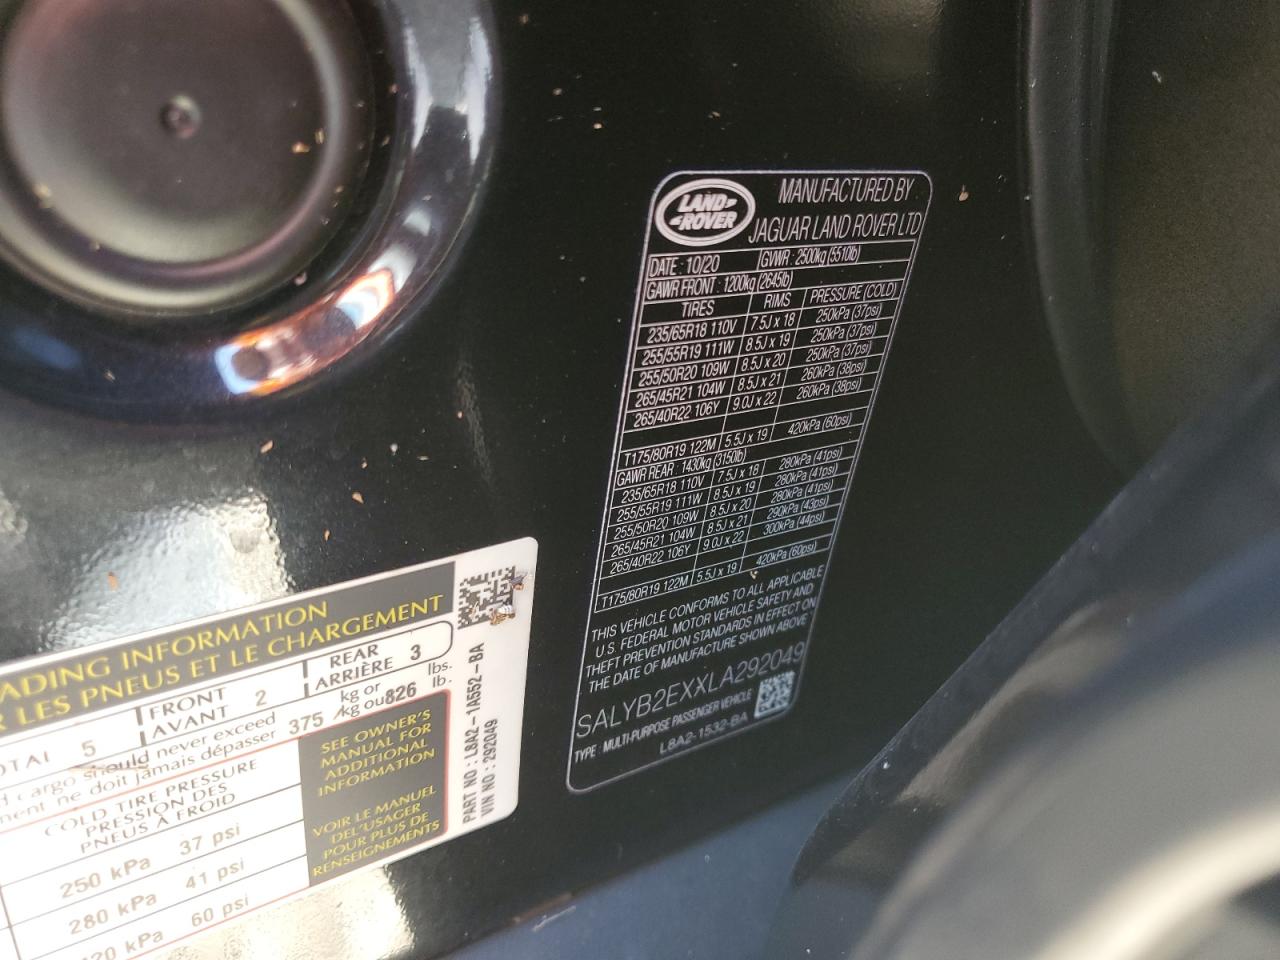 LAND ROVER
MANUFACTURED BY
JAGUAR LAND ROVER LTD
DATE : 10/20 GVWR : 2500kg (5510lb)
GAWR FRONT : 1200kg (2645lb)
TIRES RIMS PRESSURE (COLD)
235/65R18 110V 7.5J x 18 250kPa (37psi)
255/55R19 111W 8.5J x 19 250kPa (37psi)
255/50R20 109W 8.5J x 20 250kPa (37psi)
265/45R21 104W 8.5J x 21 260kPa (38psi)
265/40R22 106Y 9.0J x 22 260kPa (38psi)
T175/80R19 122M 5.5J x 19 420kPa (60psi)
GAWR REAR : 1430kg (3150lb)
235/65R18 110V 7.5J x 18 280kPa (41psi)
255/55R19 111W 8.5J x 19 280kPa (41psi)
255/50R20 109W 8.5J x 20 280kPa (41psi)
265/45R21 104W 8.5J x 21 290kPa (43psi)
265/40R22 106Y 9.0J x 22 300kPa (44psi)
T175/80R19 122M 5.5J x 19 420kPa (60psi)
THIS VEHICLE CONFORMS TO ALL APPLICABLE
U.S. FEDERAL MOTOR VEHICLE SAFETY AND
THEFT PREVENTION STANDARDS IN EFFECT ON
THE DATE OF MANUFACTURE SHOWN ABOVE
SALYB2EXXLA292049
TYPE : MULTI-PURPOSE PASSENGER VEHICLE
L8A2-1532-BA
ADING INFORMATION
R LES PNEUS ET LE CHARGEMENT
OTAL 5 FRONT AVANT 2 REAR ARRIÈRE 3
d cargo should never exceed
ment ne doit jamais dépasser 375 kg or kg ou 826 lbs. lb.
COLD TIRE PRESSURE
PRESSION DES
PNEUS À FROID
250 kPa 37 psi
280 kPa 41 psi
20 kPa 60 psi
SEE OWNER'S
MANUAL FOR
ADDITIONAL
INFORMATION
VOIR LE MANUEL
DEL'USAGER
POUR PLUS DE
RENSEIGNEMENTS
PART NO : L8A2-1A552-BA
VIN NO : 292049